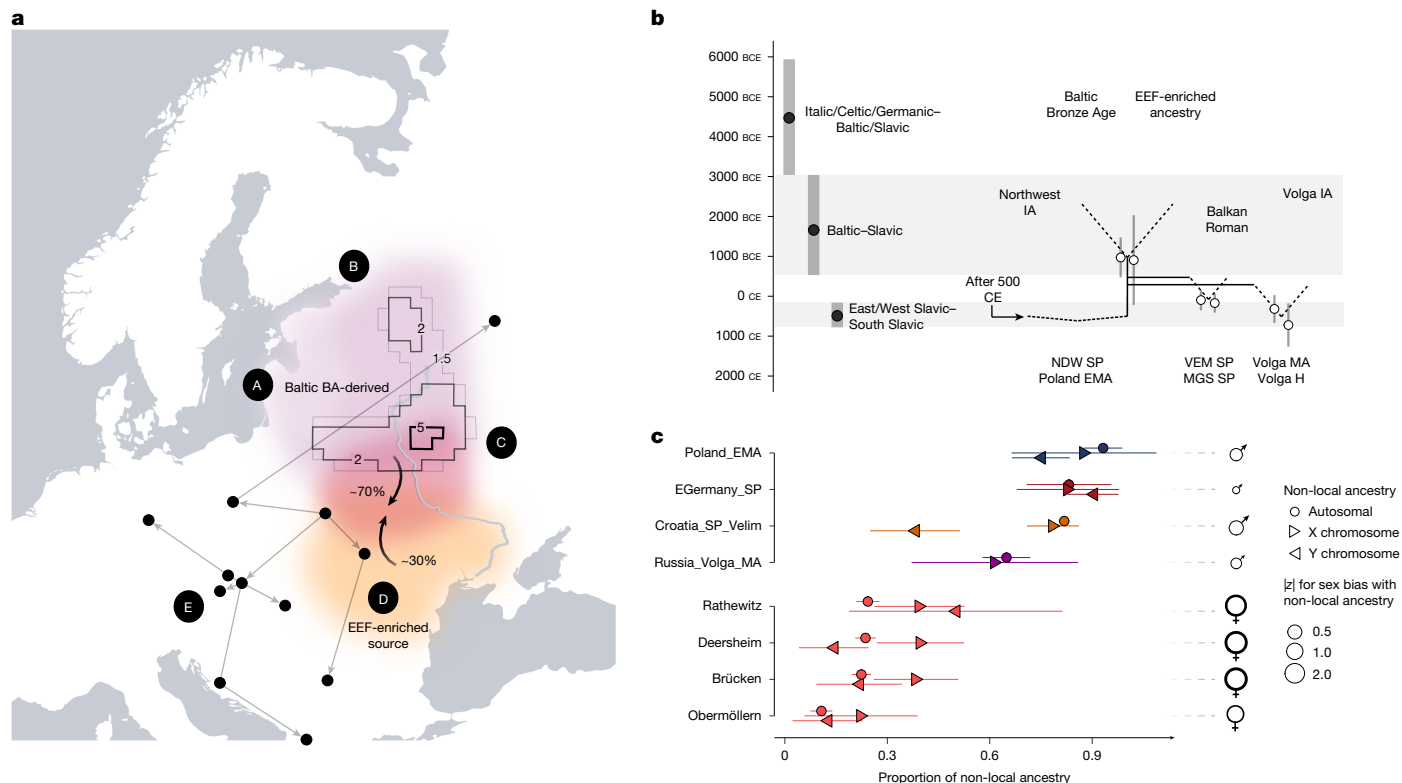 a
B
2
1.5
A
Baltic BA-derived
5
C
2
~70%
~30%
E
D
EEF-enriched
source
b
6000 BCE
5000 BCE
4000 BCE
3000 BCE
2000 BCE
1000 BCE
0 CE
1000 CE
2000 CE
Italic/Celtic/Germanic–
Baltic/Slavic
Baltic–Slavic
East/West Slavic–
South Slavic
Baltic
Bronze Age
EEF-enriched
ancestry
Northwest
IA
Balkan
Roman
Volga IA
After 500
CE
NDW SP
Poland EMA
VEM SP
MGS SP
Volga MA
Volga H
c
Poland_EMA
EGermany_SP
Croatia_SP_Velim
Russia_Volga_MA
Rathewitz
Deersheim
Brücken
Obermöllern
0
0.3
0.6
0.9
Proportion of non-local ancestry
Non-local ancestry
Autosomal
X chromosome
Y chromosome
|z| for sex bias with
non-local ancestry
0.5
1.0
2.0